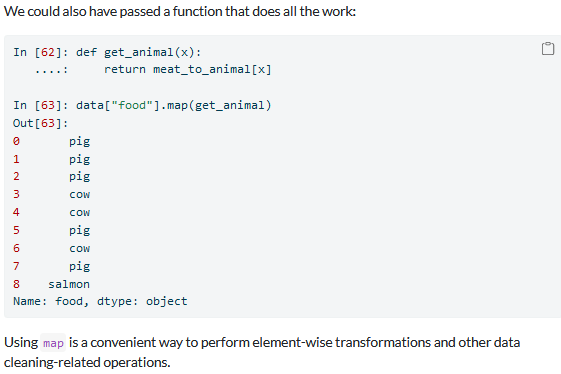 We could also have passed a function that does all the work:
In [62]: def get_animal(x):
   ....:     return meat_to_animal[x]
In [63]: data["food"].map(get_animal)
Out[63]:
0       pig
1       pig
2       pig
3       cow
4       cow
5       pig
6       cow
7       pig
8    salmon
Name: food, dtype: object
Using map is a convenient way to perform element-wise transformations and other data
cleaning-related operations.